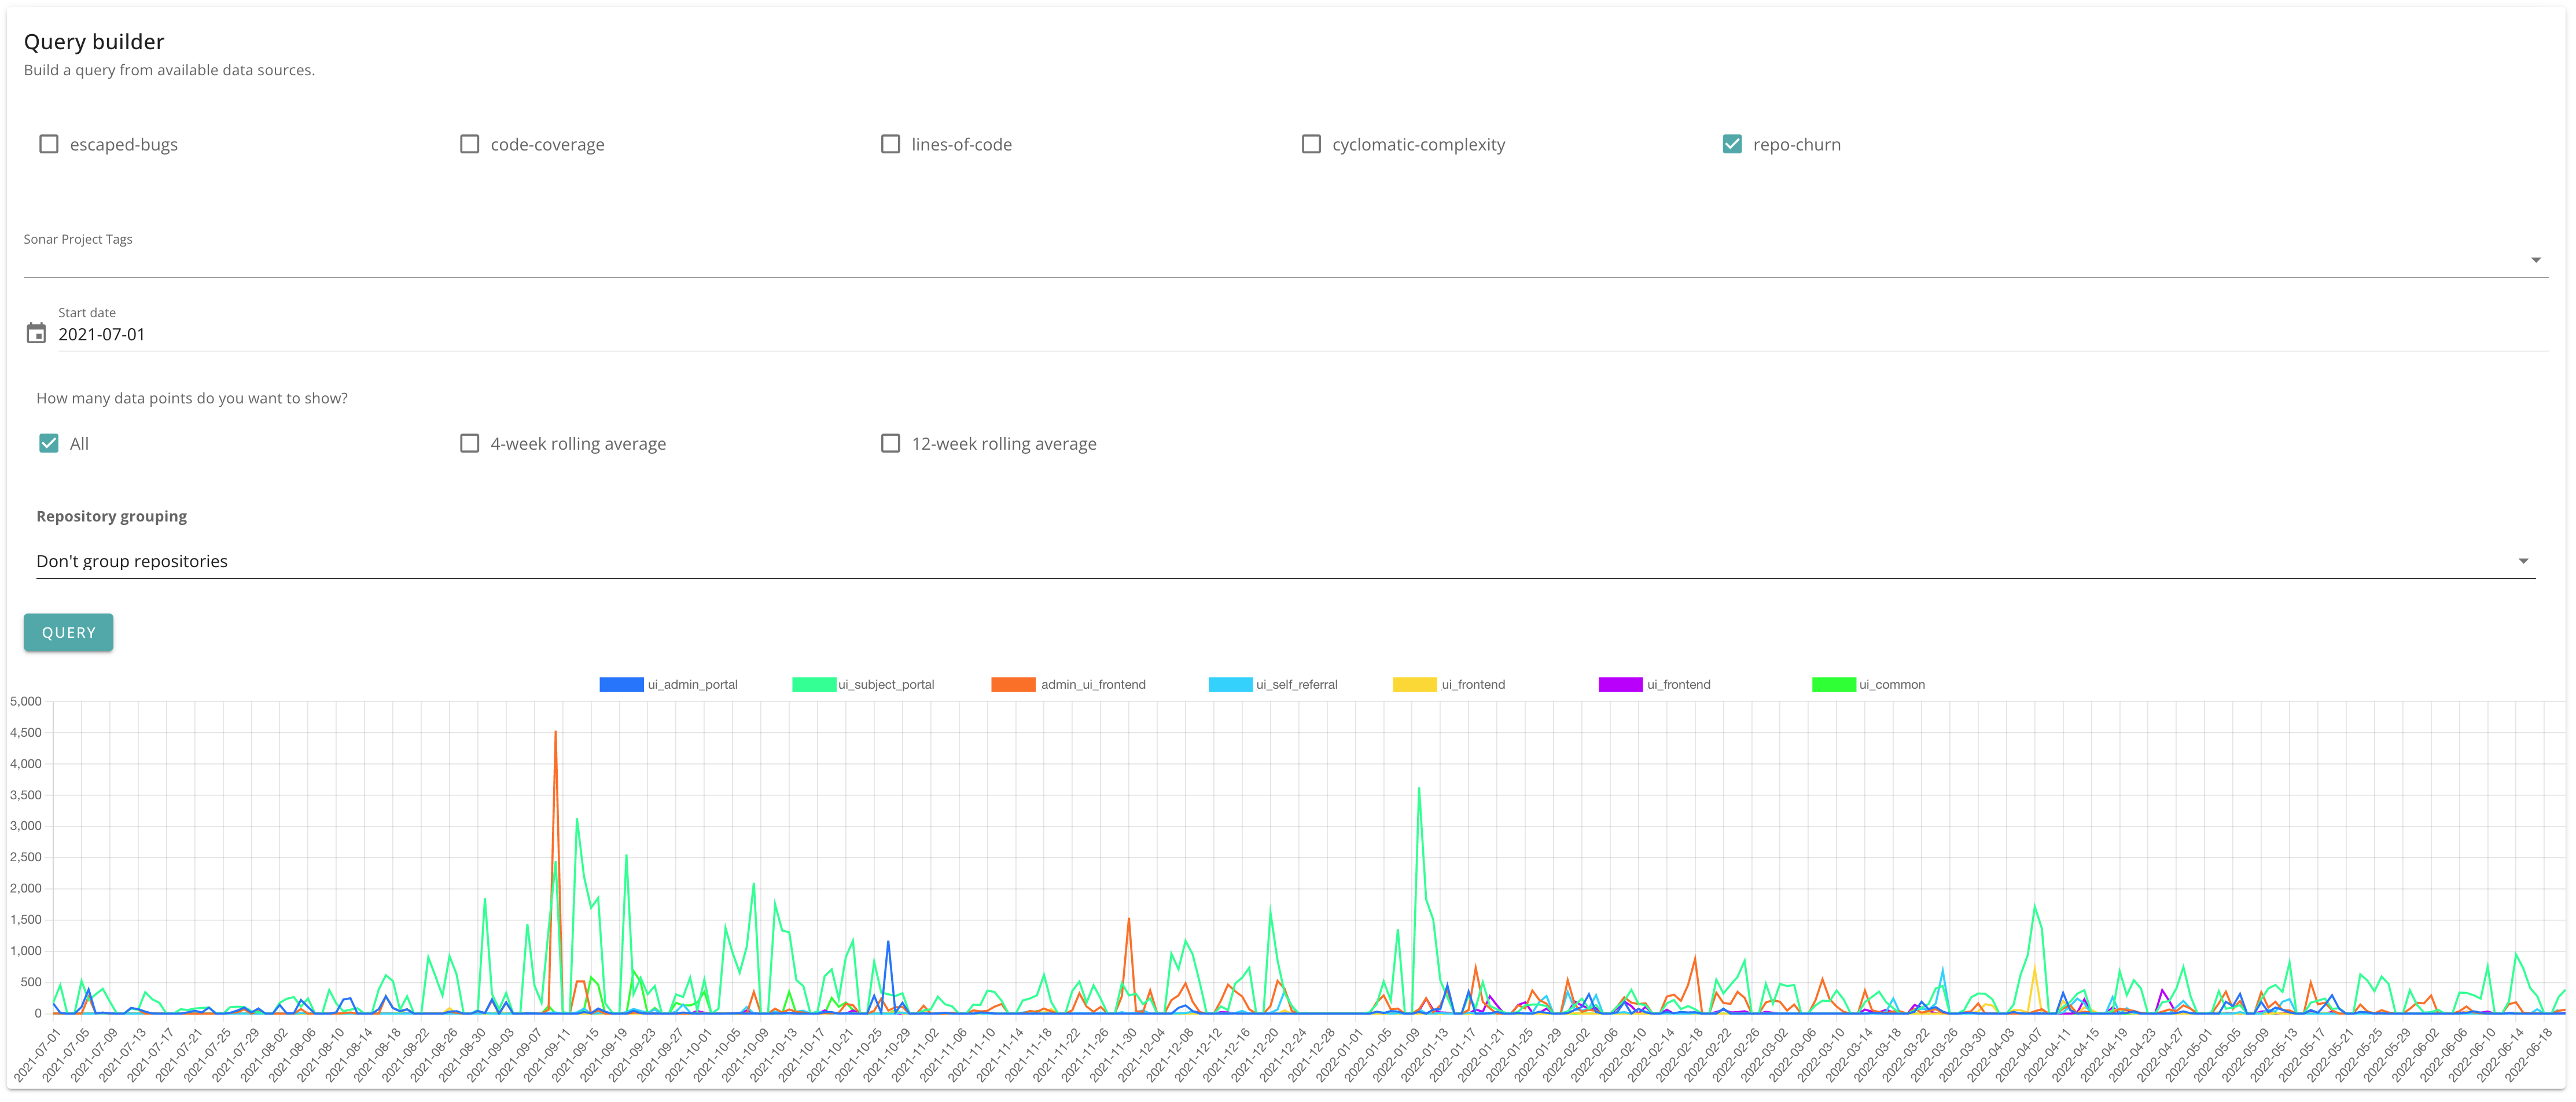 Query builder
Build a query from available data sources.
escaped-bugs code-coverage lines-of-code cyclomatic-complexity repo-churn
Sonar Project Tags
Start date
2021-07-01
How many data points do you want to show?
All 4-week rolling average 12-week rolling average
Repository grouping
Don't group repositories
QUERY
ui_admin_portal ui_subject_portal admin_ui_frontend ui_self_referral ui_frontend ui_frontend ui_common
5,000
4,500
4,000
3,500
3,000
2,500
2,000
1,500
1,000
500
0
2021-07-01 2021-07-05 2021-07-09 2021-07-13 2021-07-17 2021-07-21 2021-07-25 2021-07-29 2021-08-02 2021-08-06 2021-08-10 2021-08-14 2021-08-18 2021-08-22 2021-08-26 2021-08-30 2021-09-03 2021-09-07 2021-09-11 2021-09-15 2021-09-19 2021-09-23 2021-09-27 2021-10-01 2021-10-05 2021-10-09 2021-10-13 2021-10-17 2021-10-21 2021-10-25 2021-10-29 2021-11-02 2021-11-06 2021-11-10 2021-11-14 2021-11-18 2021-11-22 2021-11-26 2021-11-30 2021-12-04 2021-12-08 2021-12-12 2021-12-16 2021-12-20 2021-12-24 2021-12-28 2022-01-01 2022-01-05 2022-01-09 2022-01-13 2022-01-17 2022-01-21 2022-01-25 2022-01-29 2022-02-02 2022-02-06 2022-02-10 2022-02-14 2022-02-18 2022-02-22 2022-02-26 2022-03-02 2022-03-06 2022-03-10 2022-03-14 2022-03-18 2022-03-22 2022-03-26 2022-03-30 2022-04-03 2022-04-07 2022-04-11 2022-04-15 2022-04-19 2022-04-23 2022-04-27 2022-05-01 2022-05-05 2022-05-09 2022-05-13 2022-05-17 2022-05-21 2022-05-25 2022-05-29 2022-06-02 2022-06-06 2022-06-10 2022-06-14 2022-06-18